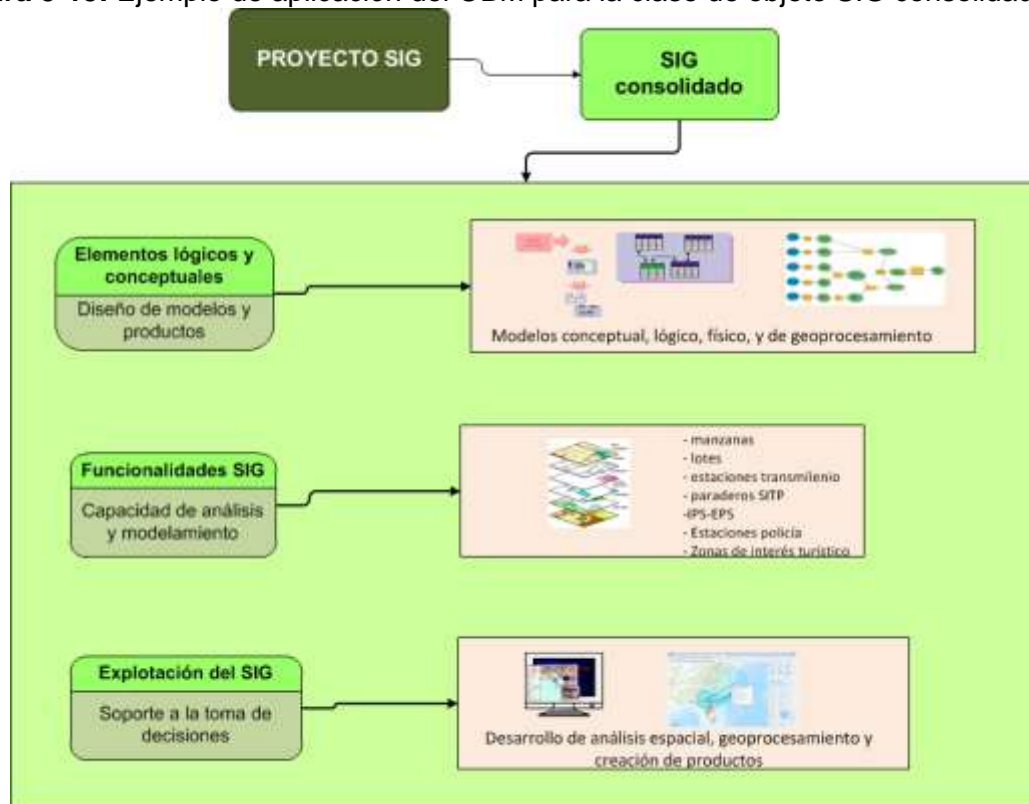 Ejemplo de aplicación del
para la clase de objeto SIG consolidad
PROYECTO SIG
SIG
consolidado
Elementos lógicos y
conceptuales
Diseño de modelos y
productos
Modelos conceptual, lógico, físico, y de geoprocesamiento
Funcionalidades SIG
Capacidad de análisis
y modelamiento
- manzanas
- lotes
- estaciones transmilenio
- paraderos SITP
-IPS-EPS
- Estaciones policía
- Zonas de interés turístico
Explotación del SIG
Soporte a la toma de
decisiones
Desarrollo de análisis espacial, geoprocesamiento y
creación de productos